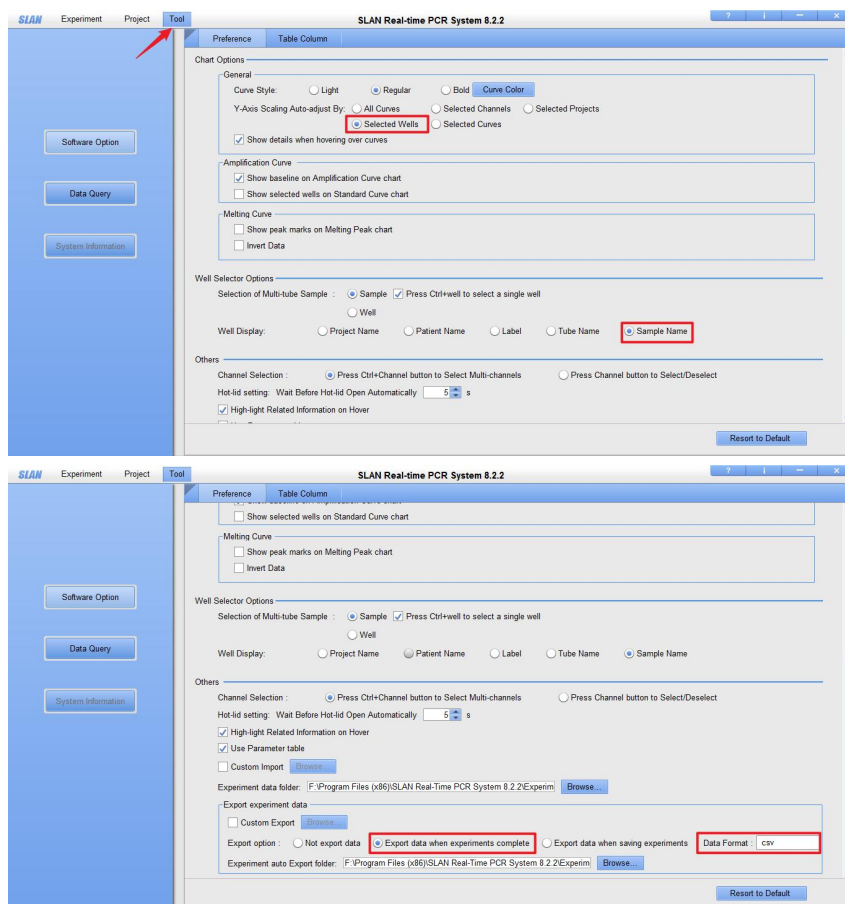 SLAN Experiment Project Tool SLAN Real-time PCR System 8.2.2
Preference Table Column
Chart Options
General
Curve Style: Light Regular Bold Curve Color
Y-Axis Scaling Auto-adjust By: All Curves Selected Channels Selected Projects
Selected Wells Selected Curves
Show details when hovering over curves
Software Option
Amplification Curve
Show baseline on Amplification Curve chart
Data Query
Show selected wells on Standard Curve chart
Melting Curve
Show peak marks on Melting Peak chart
System Information
Invert Data
Well Selector Options
Selection of Multi-tube Sample : Sample Press Ctrl+well to select a single well
Well
Well Display: Project Name Patient Name Label Tube Name Sample Name
Others
Channel Selection : Press Ctrl+Channel button to Select Multi-channels Press Channel button to Select/Deselect
Hot-lid setting: Wait Before Hot-lid Open Automatically 5 s
High-light Related Information on Hover
Resort to Default
SLAN Experiment Project Tool SLAN Real-time PCR System 8.2.2
Preference Table Column
Show selected wells on Standard Curve chart
Melting Curve
Show peak marks on Melting Peak chart
Invert Data
Software Option
Well Selector Options
Selection of Multi-tube Sample : Sample Press Ctrl+well to select a single well
Well
Data Query
Well Display: Project Name Patient Name Label Tube Name Sample Name
Others
System Information
Channel Selection : Press Ctrl+Channel button to Select Multi-channels Press Channel button to Select/Deselect
Hot-lid setting: Wait Before Hot-lid Open Automatically 5 s
High-light Related Information on Hover
Use Parameter table
Custom Import Browse...
Experiment data folder: F:\Program Files (x86)\SLAN Real-Time PCR System 8.2.2\Experim Browse...
Export experiment data
Custom Export Browse...
Export option : Not export data Export data when experiments complete Export data when saving experiments Data Format : csv
Experiment auto Export folder: F:\Program Files (x86)\SLAN Real-Time PCR System 8.2.2\Experim Browse...
Resort to Default